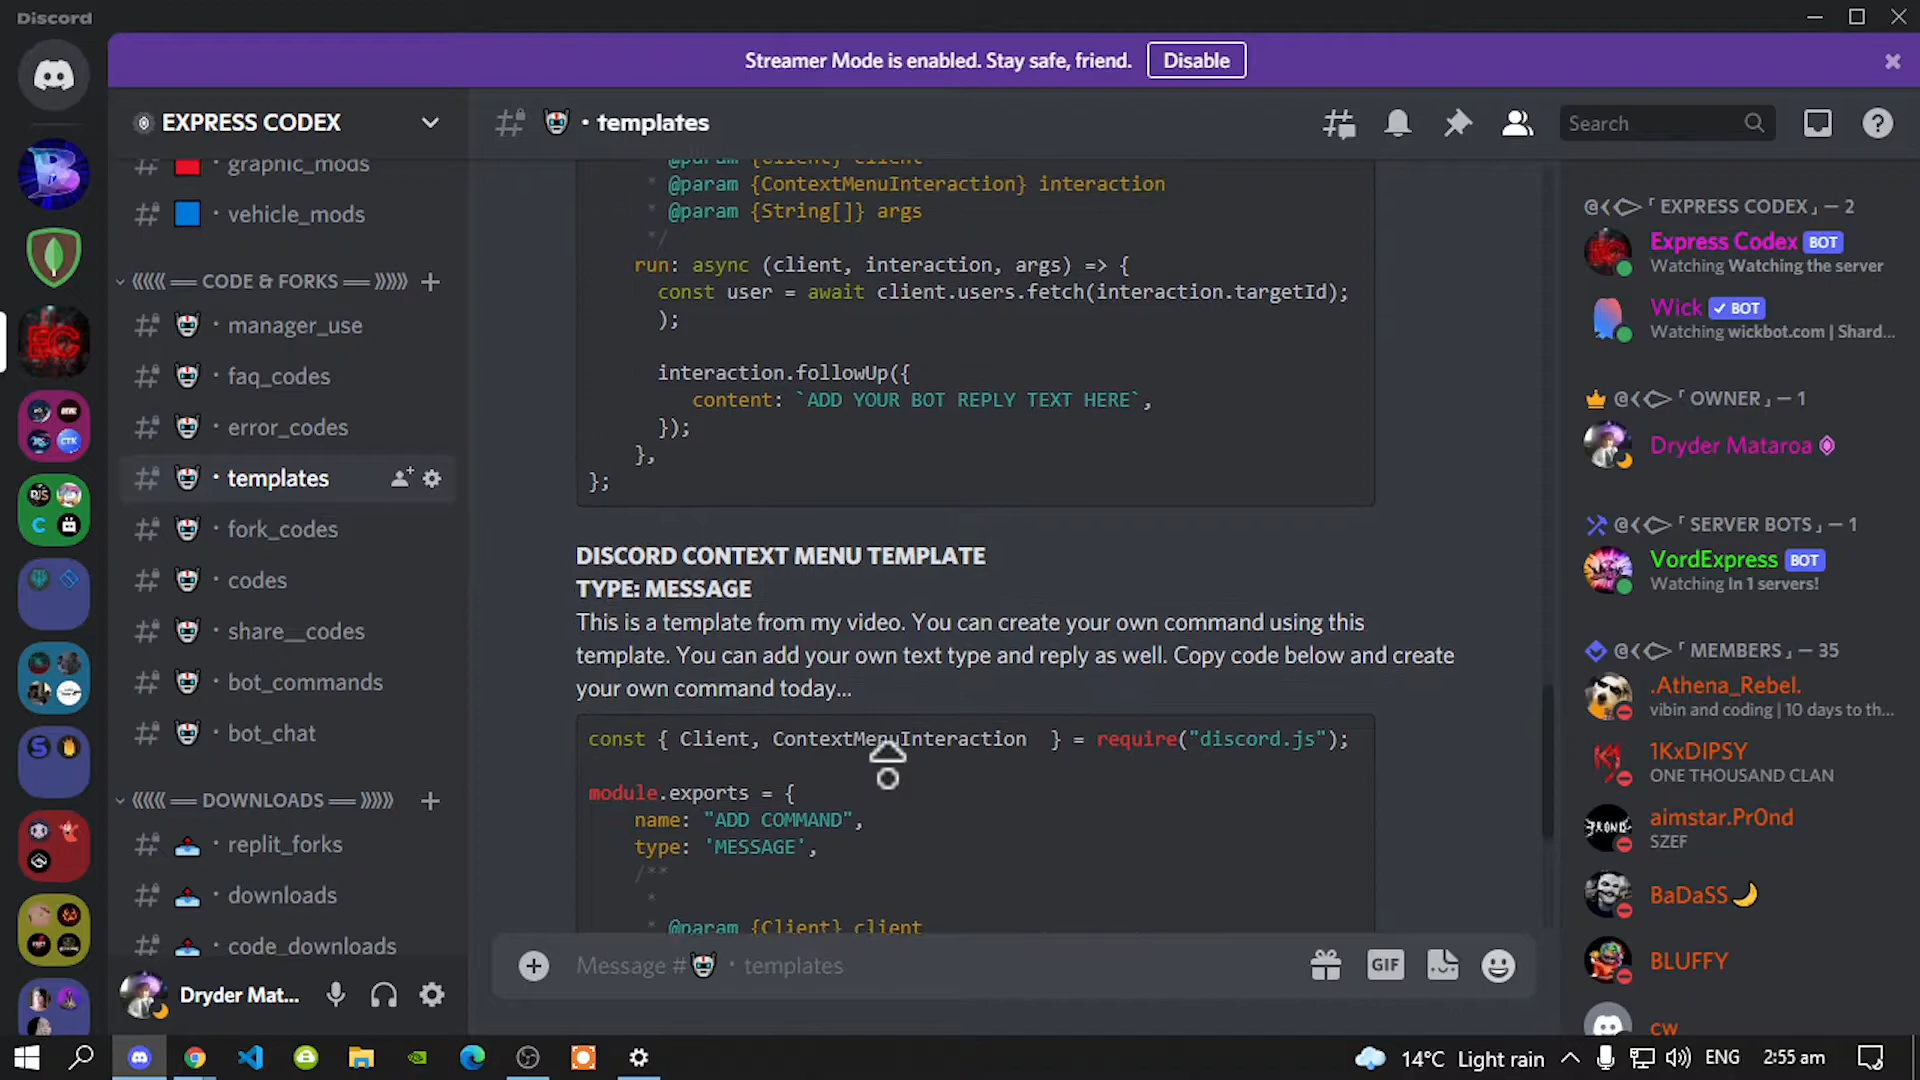 Discord
Streamer Mode is enabled. Stay safe, friend.
Disable
EXPRESS CODEX
graphic_mods
vehicle_mods
CODE & FORKS
manager_use
faq_codes
error_codes
templates
fork_codes
codes
share__codes
bot_commands
bot_chat
DOWNLOADS
replit_forks
downloads
code_downloads
Dryder Mat...
templates
Search
@param {Client} client
* @param {ContextMenuInteraction} interaction
* @param {String[]} args
*/
run: async (client, interaction, args) => {
const user = await client.users.fetch(interaction.targetId);
);
interaction.followUp({
content: `ADD YOUR BOT REPLY TEXT HERE`,
});
},
};
DISCORD CONTEXT MENU TEMPLATE
TYPE: MESSAGE
This is a template from my video. You can create your own command using this
template. You can add your own text type and reply as well. Copy code below and create
your own command today...
const { Client, ContextMenuInteraction } = require("discord.js");
module.exports = {
name: "ADD COMMAND",
type: 'MESSAGE',
/**
*
* @param {Client} client
Message # · templates
GIF
@ 「 EXPRESS CODEX 」 — 2
Express Codex BOT
Watching Watching the server
Wick ✓ BOT
Watching wickbot.com | Shard...
@ 「 OWNER 」 — 1
Dryder Mataroa
@ 「 SERVER BOTS 」 — 1
VordExpress BOT
Watching In 1 servers!
@ 「 MEMBERS 」 — 35
.Athena_Rebel.
vibin and coding | 10 days to th...
1KxDIPSY
ONE THOUSAND CLAN
aimstar.Pr0nd
SZEF
BaDaSS
BLUFFY
cw
14°C Light rain
ENG
2:55 am